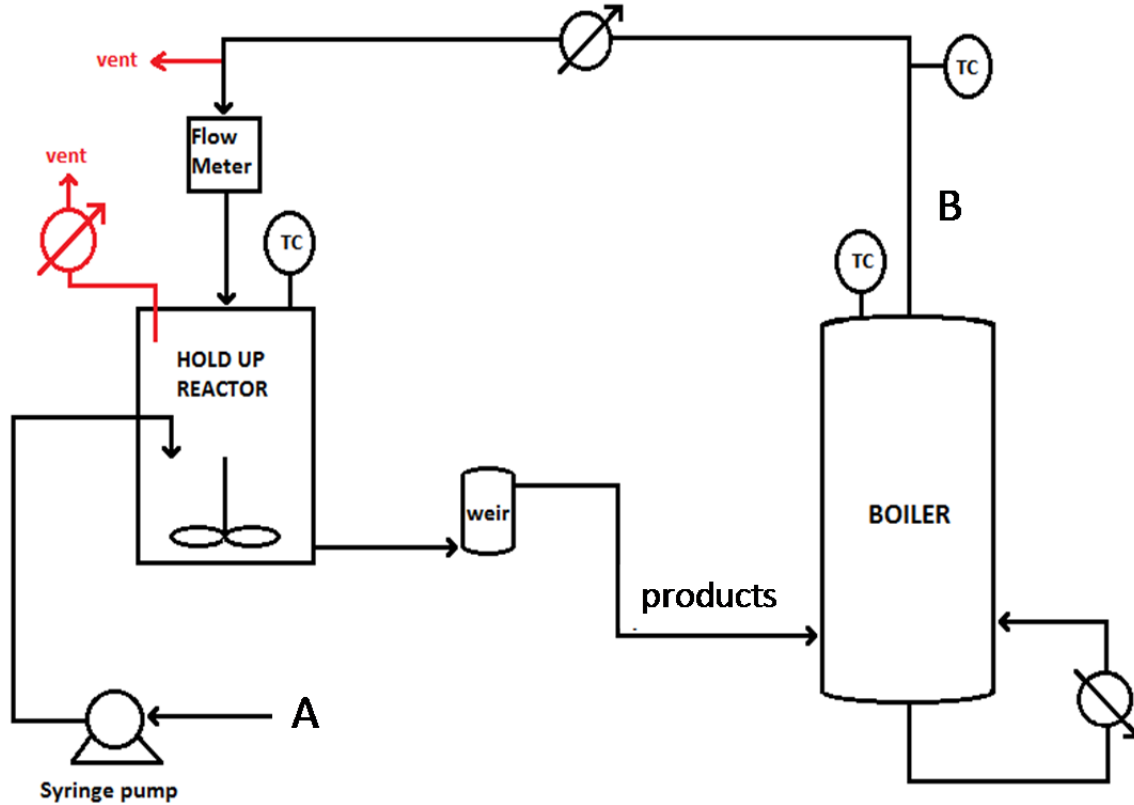 vent
TC
Flow
Meter
vent
B
TC
TC
HOLD UP
REACTOR
weir
BOILER
products
A
Syringe pump